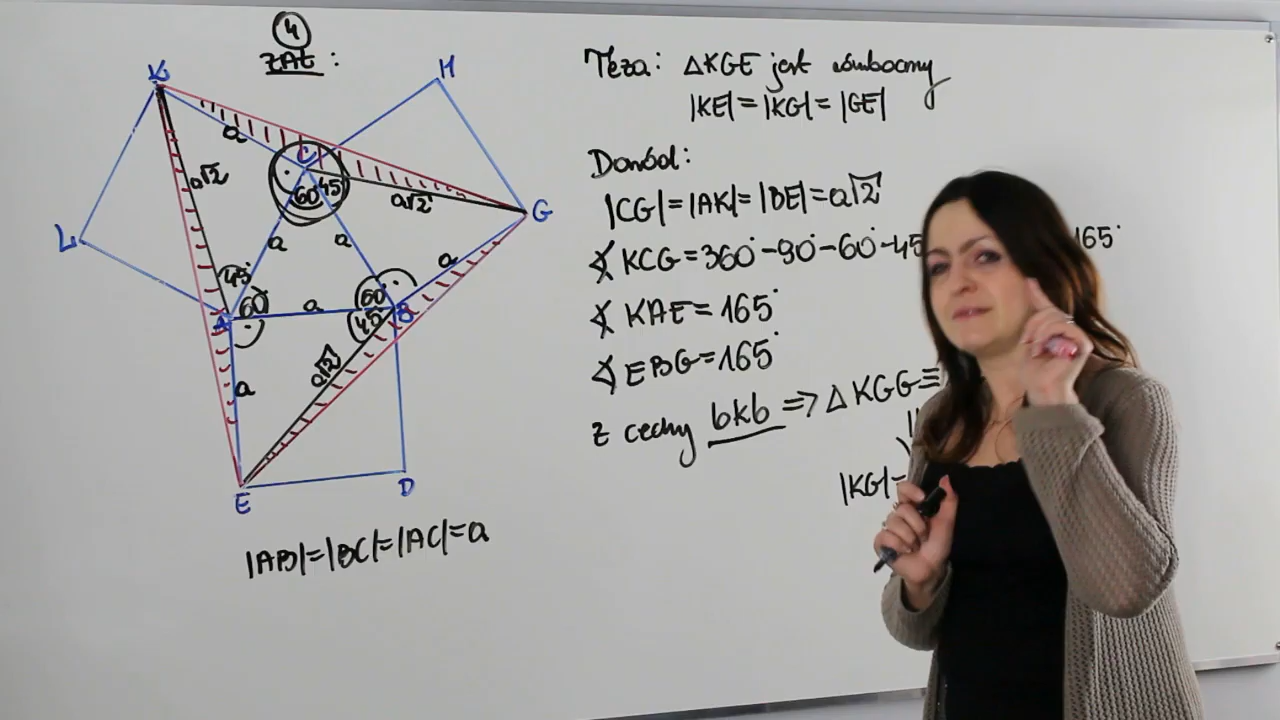 4
ZAŁ:
K
H
a
C
a√2
60° 45°
a√2
G
L
a
a
45°
a
60°
a
60°
A
45°
B
a√2
a
E
D
|AB|=|BC|=|AC|=a
Teza: △KGE jest równoboczny
|KE|=|KG|=|GE|
Dowód:
|CG|=|AK|=|BE|=a√2
∢ KCG=360°-90°-60°-45 165°
∢ KAE=165°
∢ EBG=165°
z cechy bkb => △KGG≡
|KG|=